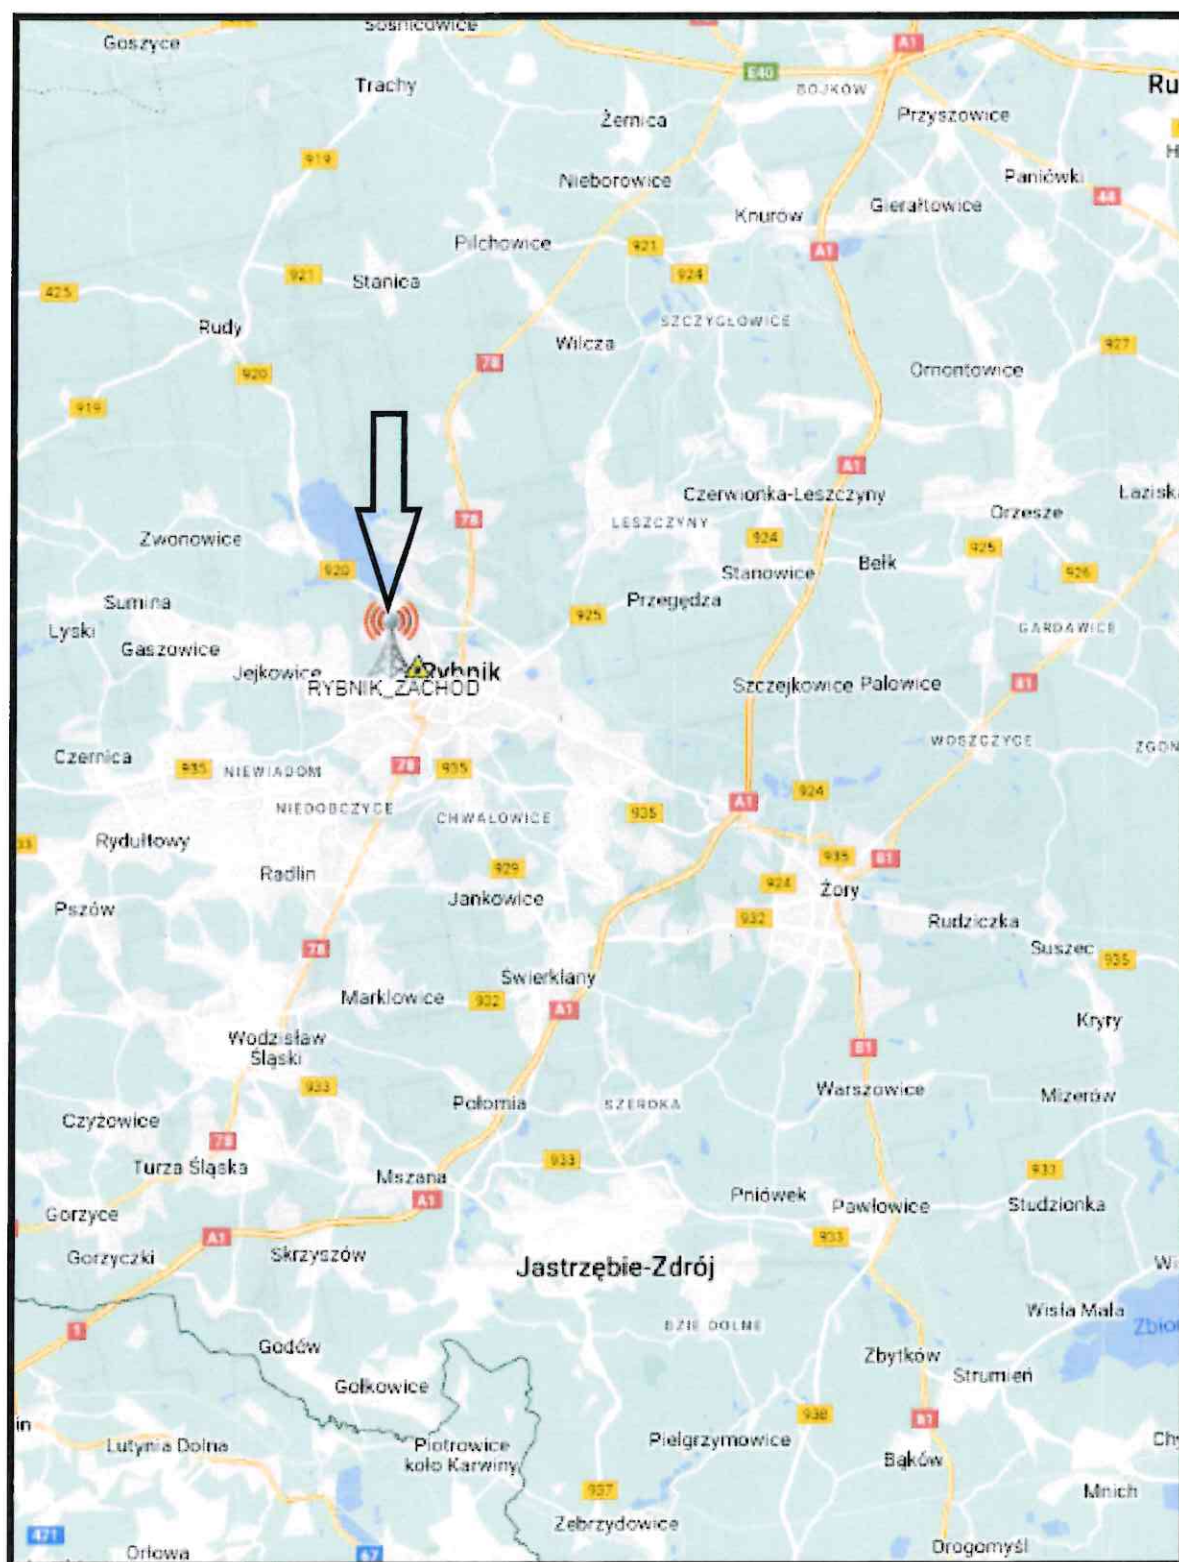 Sośnicowice
Goszyce
A1
E40
BOJKÓW
Ru
Trachy
Żernica
Przyszowice
919
Nieborowice
Paniówki
44
Knurów
Gierałtowice
Pilchowice
921
A1
921
Stanica
924
425
SZCZYGŁOWICE
Rudy
Wilcza
927
78
920
Ornontowice
919
A1
Czerwionka-Leszczyny
Łaziska
78
LESZCZYNY
Orzesze
Zwonowice
924
925
920
Stanowice
Bełk
926
Sumina
Przegędza
925
Lyski
GARDAWICE
Gaszowice
Jejkowice
Rybnik
RYBNIK_ZACHOD
Szczejkowice
Palowice
81
WOSZCZYCE
ZGON
Czernica
935
NIEWIADOM
78
935
924
NIEDOBCZYCE
CHWAŁOWICE
935
A1
Rydułtowy
935
81
929
Radlin
924
Żory
Jankowice
Pszów
932
Rudziczka
78
Suszec
935
Świerklany
Marklowice
932
A1
Kryry
Wodzisław
Śląski
81
933
Warszowice
Mizerów
Połomia
SZEROKA
Czyżowice
78
Turza Śląska
933
933
Mszana
Pniówek
A1
Pawłowice
Studzionka
Gorzyce
A1
933
Gorzyczki
Skrzyszów
Jastrzębie-Zdrój
Wi
Wisła Mała
1
BZIE DOLNE
Zbior
Godów
Zbytków
Strumień
Gołkowice
938
81
in
Lutynia Dolna
Piotrowice
koło Karwiny
Pielgrzymowice
Chy
Bąków
937
Mnich
Zebrzydowice
471
Orłowa
67
Drogomyśl